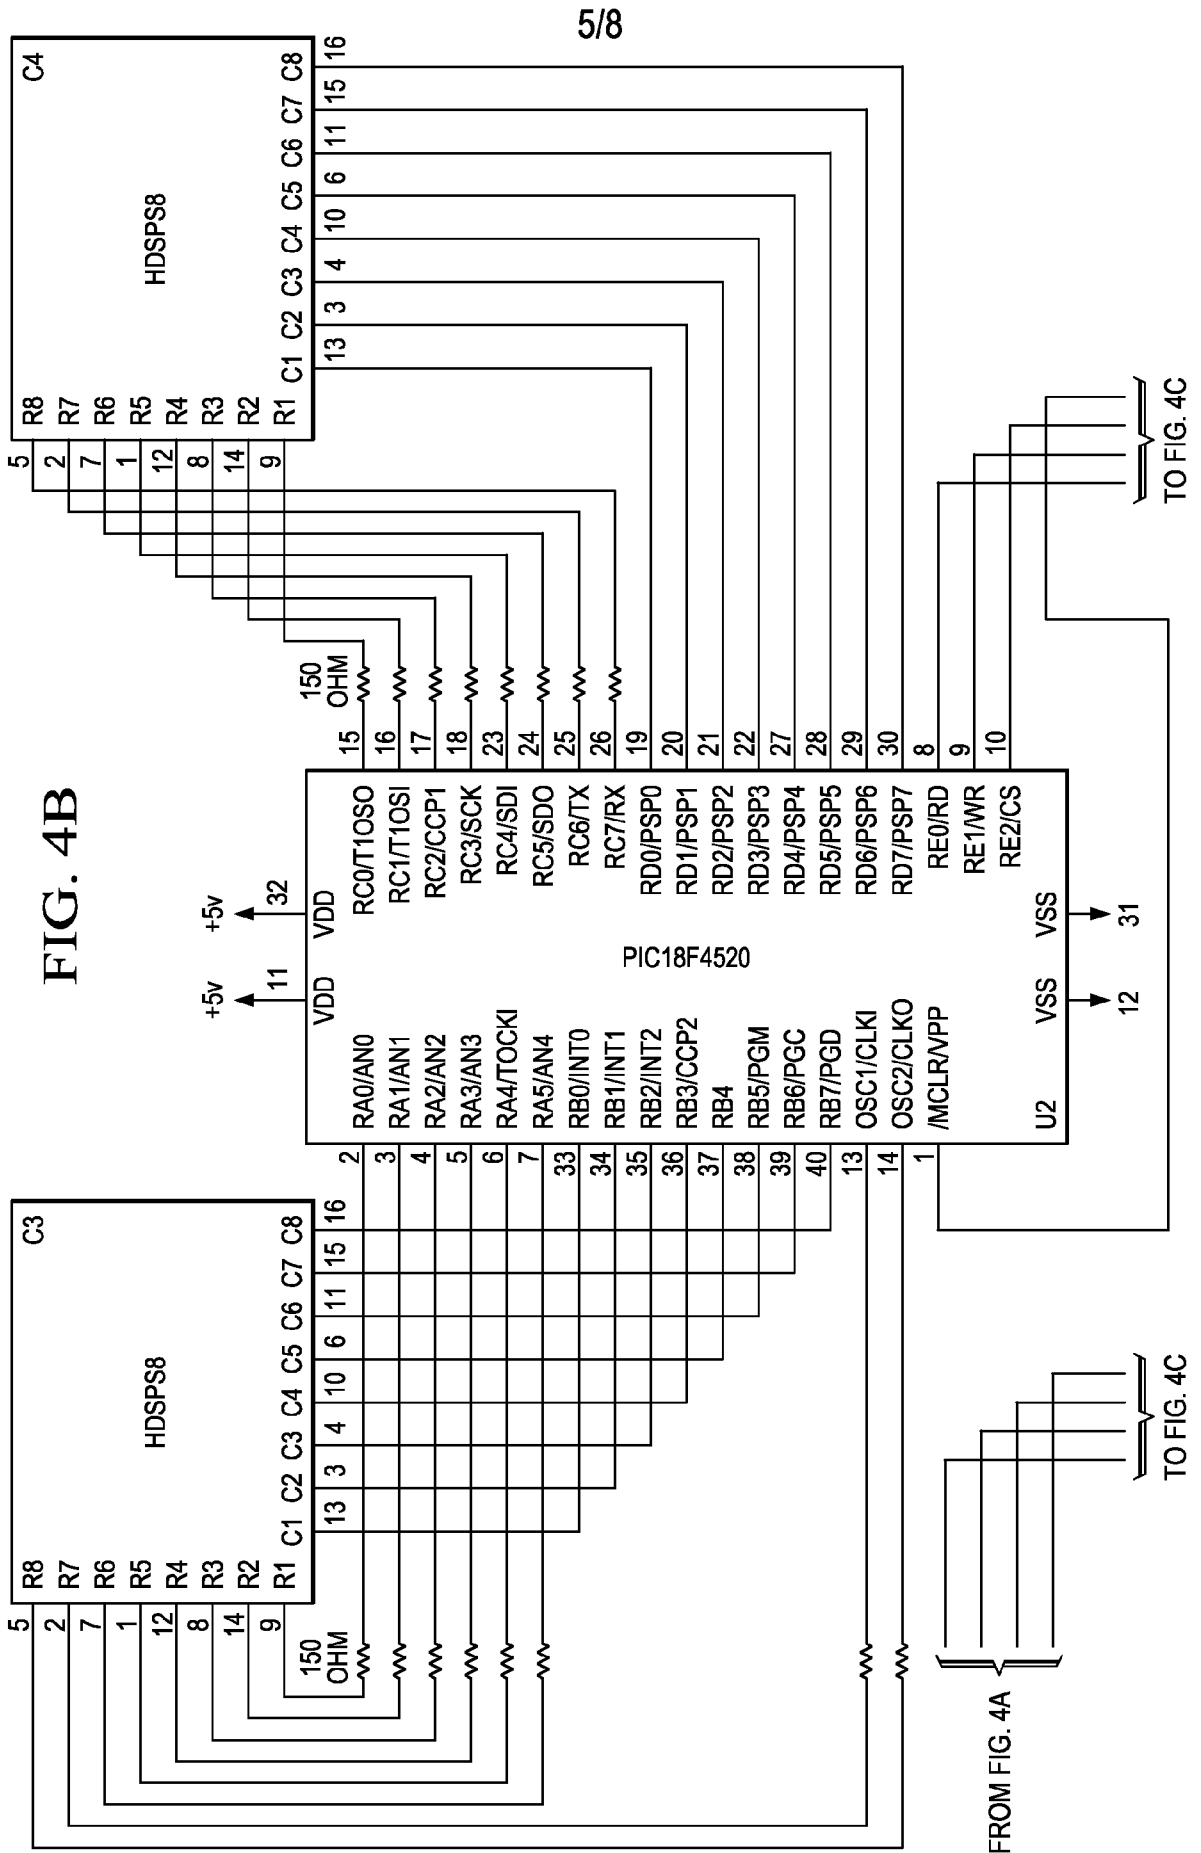 5/8
FIG. 4B
C4
HDSPS8
R8
R7
R6
R5
R4
R3
R2
R1
5
2
7
1
12
8
14
9
C1
C2
C3
C4
C5
C6
C7
C8
13
3
4
10
6
11
15
16
150
OHM
C3
HDSPS8
R8
R7
R6
R5
R4
R3
R2
R1
5
2
7
1
12
8
14
9
C1
C2
C3
C4
C5
C6
C7
C8
13
3
4
10
6
11
15
16
150
OHM
+5v
+5v
11
32
VDD
VDD
2 RA0/AN0
3 RA1/AN1
4 RA2/AN2
5 RA3/AN3
6 RA4/TOCKI
7 RA5/AN4
33 RB0/INT0
34 RB1/INT1
35 RB2/INT2
36 RB3/CCP2
37 RB4
38 RB5/PGM
39 RB6/PGC
40 RB7/PGD
13 OSC1/CLKI
14 OSC2/CLKO
1 /MCLR/VPP
U2
PIC18F4520
RC0/T1OSO 15
RC1/T1OSI 16
RC2/CCP1 17
RC3/SCK 18
RC4/SDI 23
RC5/SDO 24
RC6/TX 25
RC7/RX 26
RD0/PSP0 19
RD1/PSP1 20
RD2/PSP2 21
RD3/PSP3 22
RD4/PSP4 27
RD5/PSP5 28
RD6/PSP6 29
RD7/PSP7 30
RE0/RD 8
RE1/WR 9
RE2/CS 10
VSS
VSS
12
31
FROM FIG. 4A
TO FIG. 4C
TO FIG. 4C